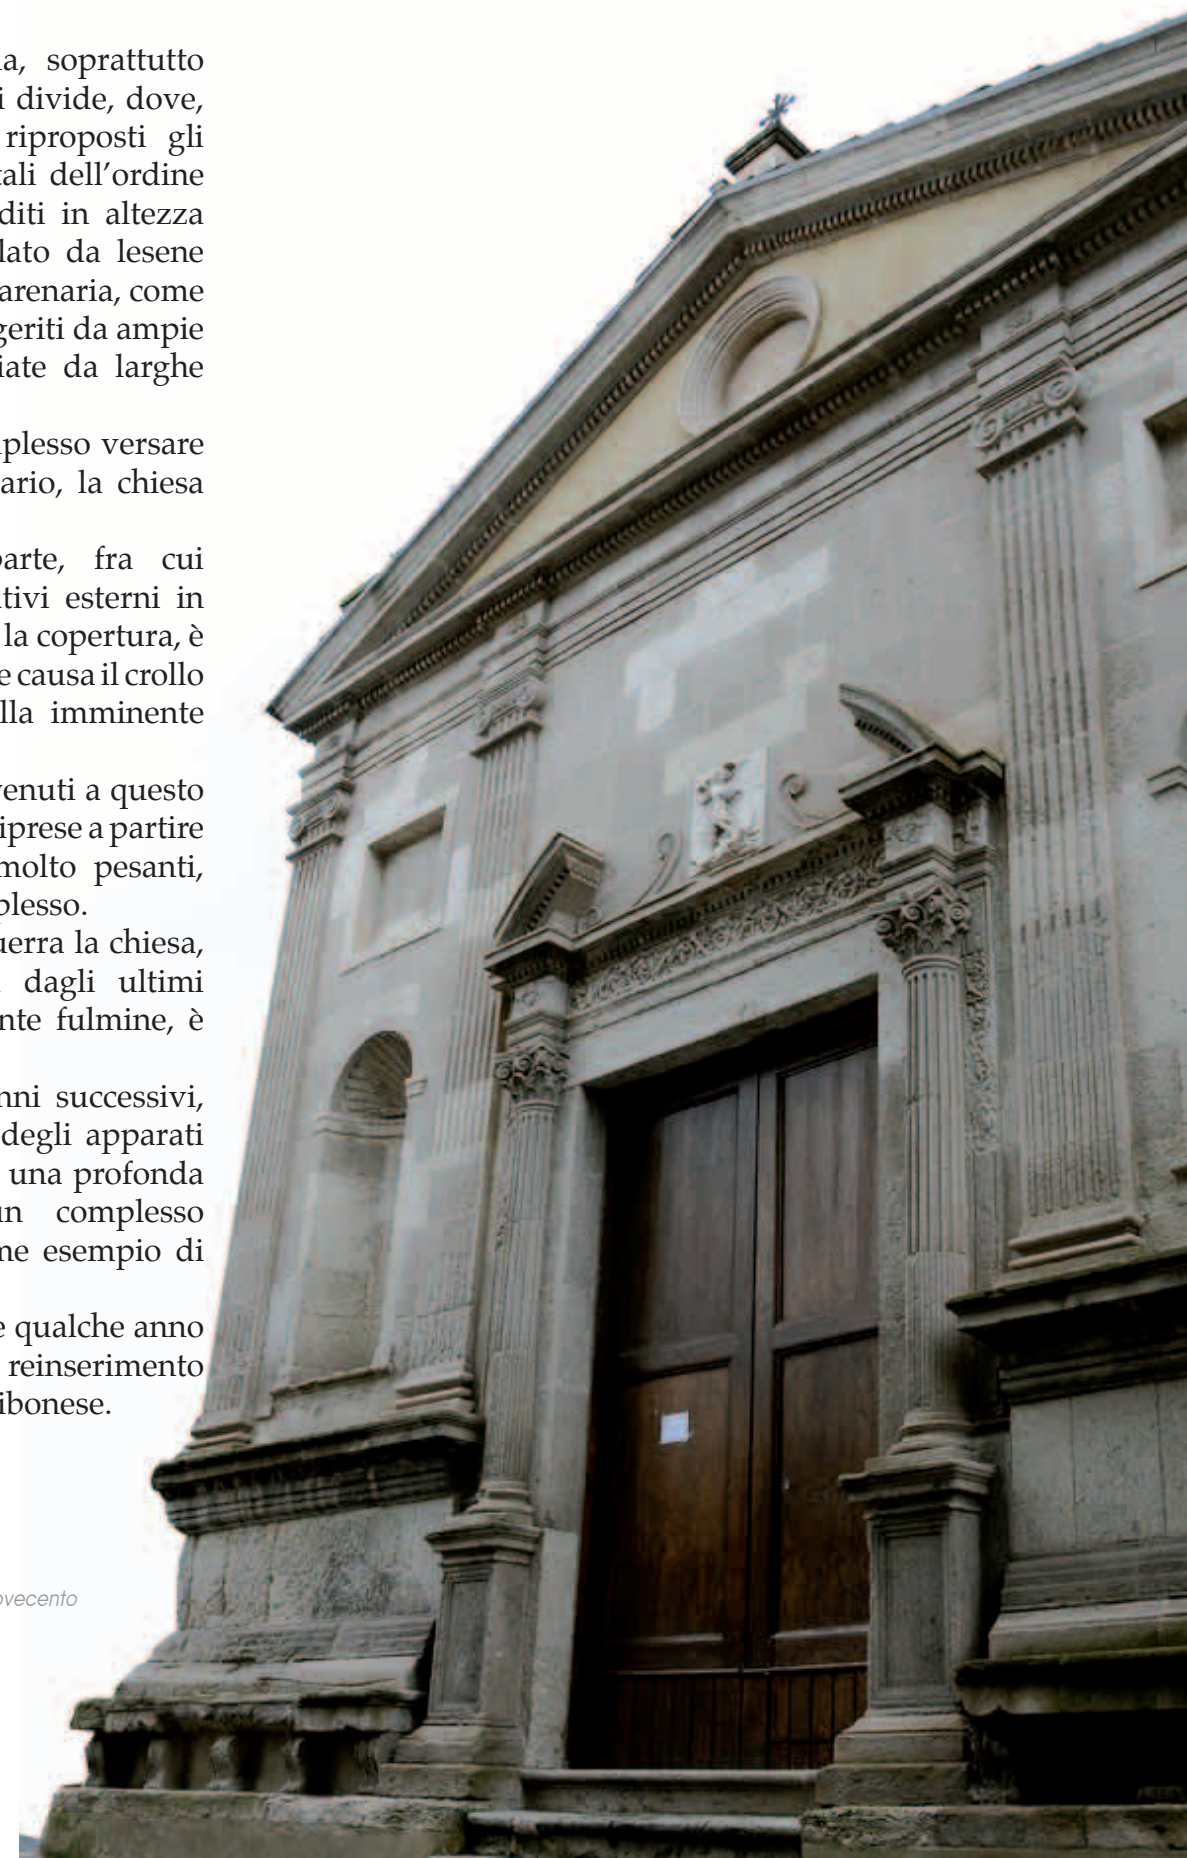 a, soprattutto
i divide, dove,
riproposti gli
tali dell'ordine
diti in altezza
lato da lesene
arenaria, come
geriti da ampie
iate da larghe
plesso versare
ario, la chiesa
parte, fra cui
tivi esterni in
la copertura, è
e causa il crollo
lla imminente
venuti a questo
riprese a partire
molto pesanti,
plesso.
uerra la chiesa,
dagli ultimi
nte fulmine, è
nni successivi,
degli apparati
una profonda
un complesso
me esempio di
e qualche anno
reinserimento
ibonese.
ovecento